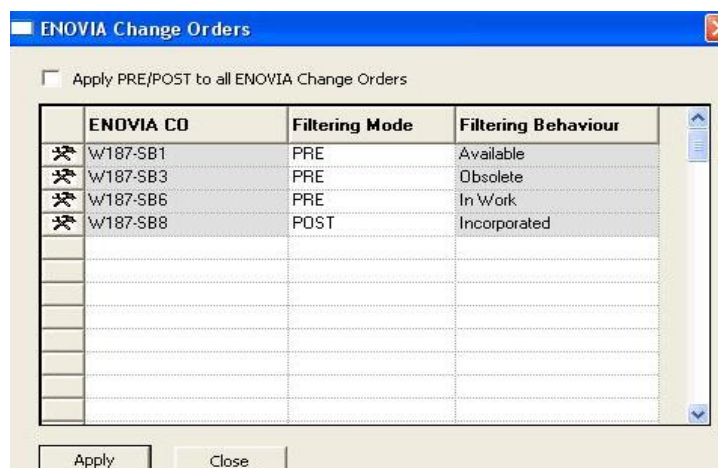 ENOVIA Change Orders
Apply PRE/POST to all ENOVIA Change Orders
ENOVIA CO Filtering Mode Filtering Behaviour
W187-SB1 PRE Available
W187-SB3 PRE Obsolete
W187-SB6 PRE In Work
W187-SB8 POST Incorporated
Apply Close